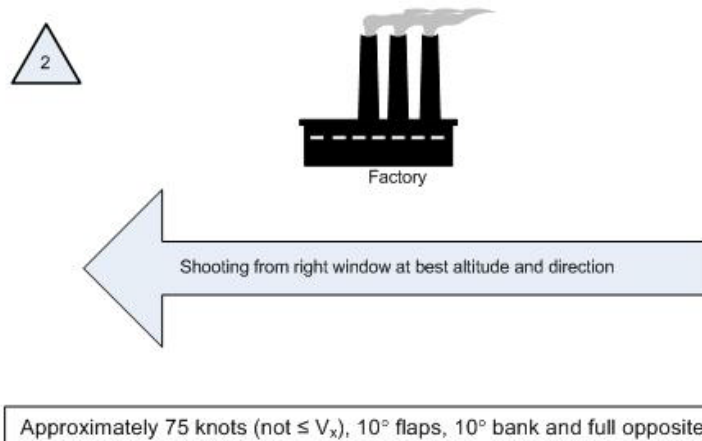 2
Factory
Shooting from right window at best altitude and direction
Approximately 75 knots (not ≤ Vₓ), 10° flaps, 10° bank and full opposite